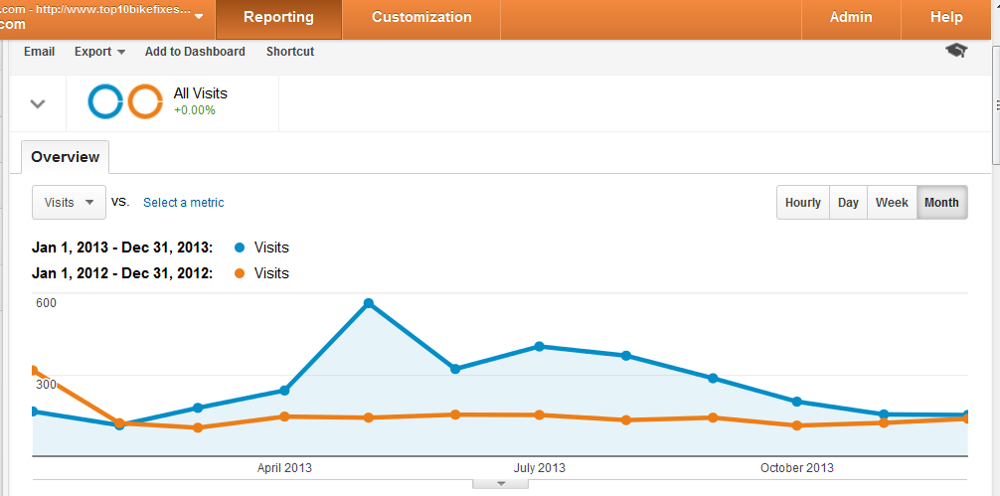 .com - http://www.top10bikefixes...
com
Reporting
Customization
Admin
Help
Email
Export
Add to Dashboard
Shortcut
All Visits
+0.00%
Overview
Visits
VS.
Select a metric
Hourly
Day
Week
Month
Jan 1, 2013 - Dec 31, 2013:
Visits
Jan 1, 2012 - Dec 31, 2012:
Visits
600
300
April 2013
July 2013
October 2013